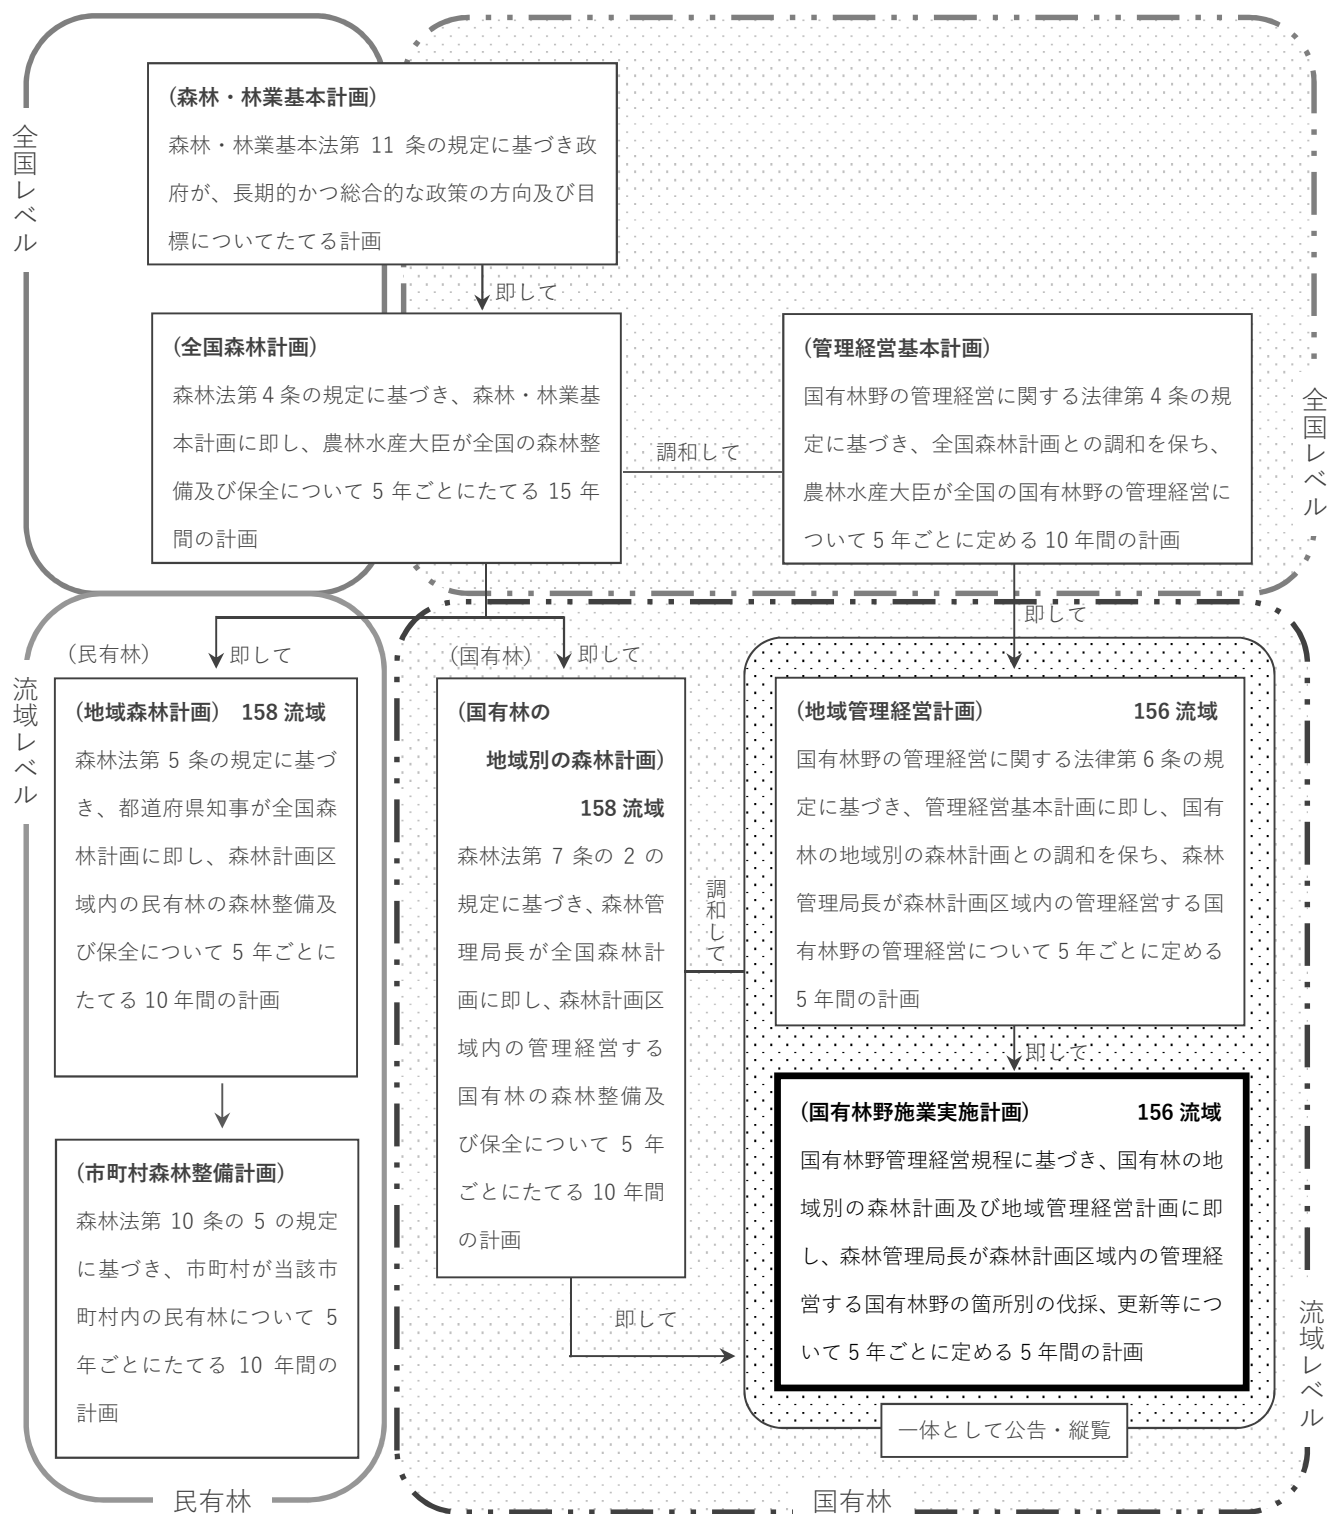 全国レベル
(森林・林業基本計画)
森林・林業基本法第 11 条の規定に基づき政
府が、長期的かつ総合的な政策の方向及び目
標についてたてる計画
即して
(全国森林計画)
森林法第4条の規定に基づき、森林・林業基
本計画に即し、農林水産大臣が全国の森林整
備及び保全について 5 年ごとにたてる 15 年
間の計画
調和して
(管理経営基本計画)
国有林野の管理経営に関する法律第4条の規
定に基づき、全国森林計画との調和を保ち、
農林水産大臣が全国の国有林野の管理経営に
ついて 5 年ごとに定める 10 年間の計画
全国レベル
即して
流域レベル
(民有林)
即して
(地域森林計画) 158 流域
森林法第 5 条の規定に基づ
き、都道府県知事が全国森
林計画に即し、森林計画区
域内の民有林の森林整備及
び保全について 5 年ごとに
たてる 10 年間の計画
(市町村森林整備計画)
森林法第 10 条の 5 の規定
に基づき、市町村が当該市
町村内の民有林について 5
年ごとにたてる 10 年間の
計画
民有林
(国有林)
即して
(国有林の
地域別の森林計画)
158 流域
森林法第 7 条の 2 の
規定に基づき、森林管
理局長が全国森林計
画に即し、森林計画区
域内の管理経営する
国有林の森林整備及
び保全について 5 年
ごとにたてる 10 年間
の計画
調和して
即して
(地域管理経営計画) 156 流域
国有林野の管理経営に関する法律第 6 条の規
定に基づき、管理経営基本計画に即し、国有
林の地域別の森林計画との調和を保ち、森林
管理局長が森林計画区域内の管理経営する国
有林野の管理経営について 5 年ごとに定める
5 年間の計画
即して
(国有林野施業実施計画) 156 流域
国有林野管理経営規程に基づき、国有林の地
域別の森林計画及び地域管理経営計画に即
し、森林管理局長が森林計画区域内の管理経
営する国有林野の箇所別の伐採、更新等につ
いて 5 年ごとに定める 5 年間の計画
一体として公告・縦覧
流域レベル
国有林